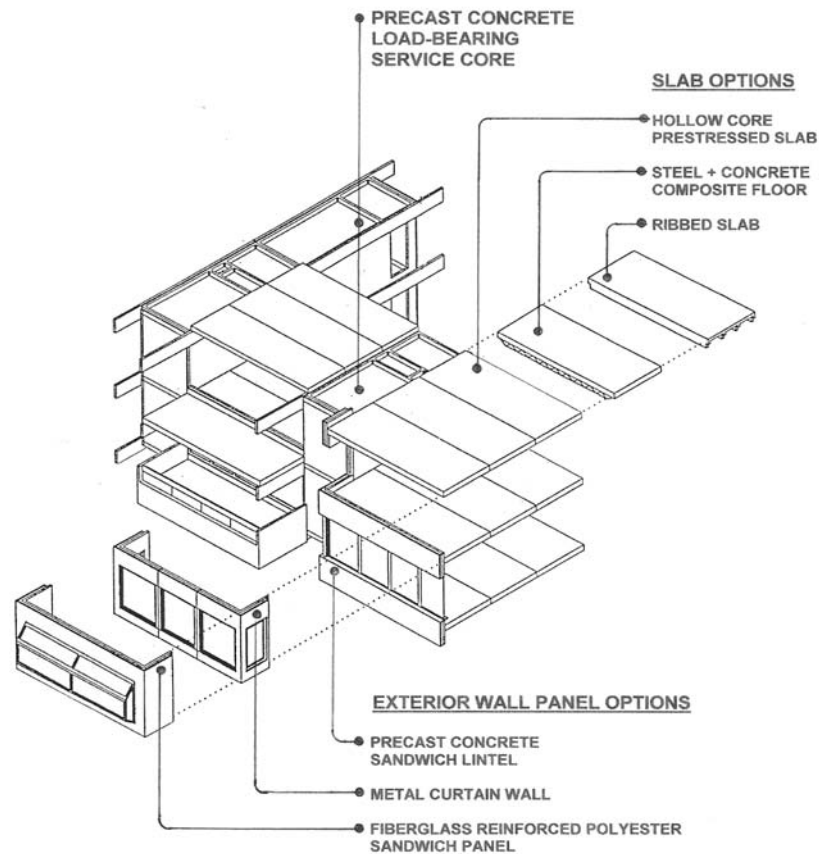 PRECAST CONCRETE
LOAD-BEARING
SERVICE CORE
SLAB OPTIONS
HOLLOW CORE
PRESTRESSED SLAB
STEEL + CONCRETE
COMPOSITE FLOOR
RIBBED SLAB
EXTERIOR WALL PANEL OPTIONS
PRECAST CONCRETE
SANDWICH LINTEL
METAL CURTAIN WALL
FIBERGLASS REINFORCED POLYESTER
SANDWICH PANEL